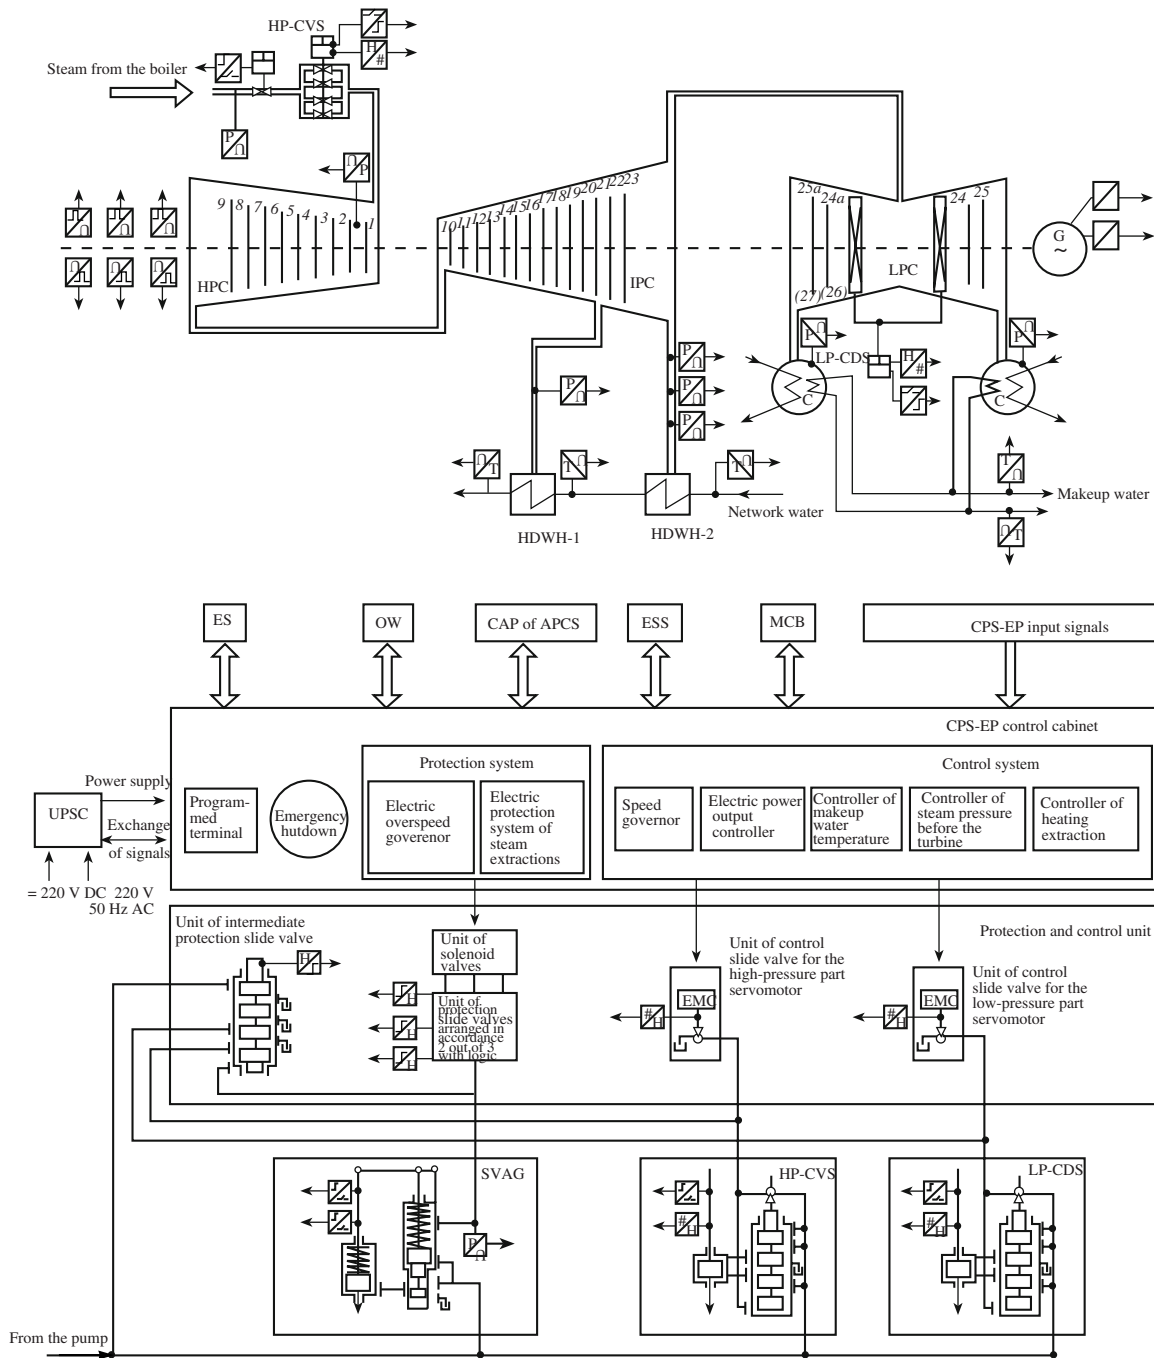 HP-CVS
H
#
Steam from the boiler
P
∩
∩
P
9 8 7 6 5 4 3 2 1
10 11 12 13 14 15 16 17 18 19 20 21 22 23
25a
24a
24 25
G
~
HPC
IPC
LPC
(27) (26)
P
∩
LP-CDS
H
#
P
∩
C
C
P
∩
P
∩
P
∩
P
∩
∩
T
T
∩
T
∩
T
∩
Makeup water
Network water
∩
T
HDWH-1
HDWH-2
ES
OW
CAP of APCS
ESS
MCB
CPS-EP input signals
CPS-EP control cabinet
Protection system
Control system
Power supply
UPSC
Exchange
of signals
= 220 V DC 220 V
50 Hz AC
Program-
med
terminal
Emergency
hutdown
Electric
overspeed
goverenor
Electric
protection
system of
steam
extractions
Speed
governor
Electric power
output
controller
Controller of
makeup
water
temperature
Controller of
steam pressure
before the
turbine
Controller of
heating
extraction
Unit of intermediate
protection slide valve
H
Unit of
solenoid
valves
Unit of
protection
slide valves
arranged in
accordance
2 out of 3
with logic
H
H
H
Unit of control
slide valve for the
high-pressure part
servomotor
EMC
#
H
Protection and control unit
Unit of control
slide valve for the
low-pressure part
servomotor
EMC
#
H
SVAG
P
∩
HP-CVS
#
H
LP-CDS
#
H
From the pump